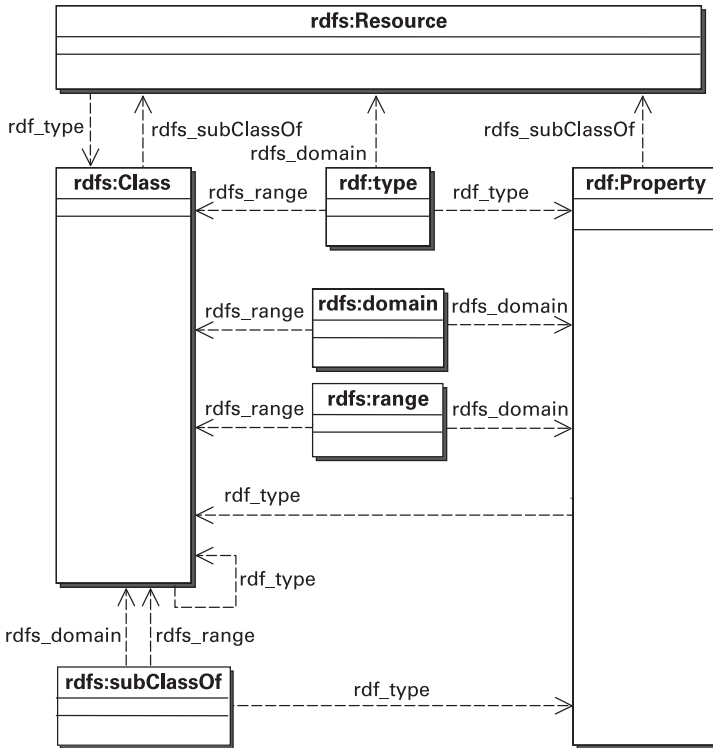 rdfs:Resource
rdf_type
rdfs_subClassOf
rdfs_domain
rdfs_subClassOf
rdfs:Class
rdfs_range
rdf:type
rdf_type
rdf:Property
rdfs_range
rdfs:domain
rdfs_domain
rdfs_range
rdfs:range
rdfs_domain
rdf_type
rdf_type
rdfs_domain
rdfs_range
rdfs:subClassOf
rdf_type